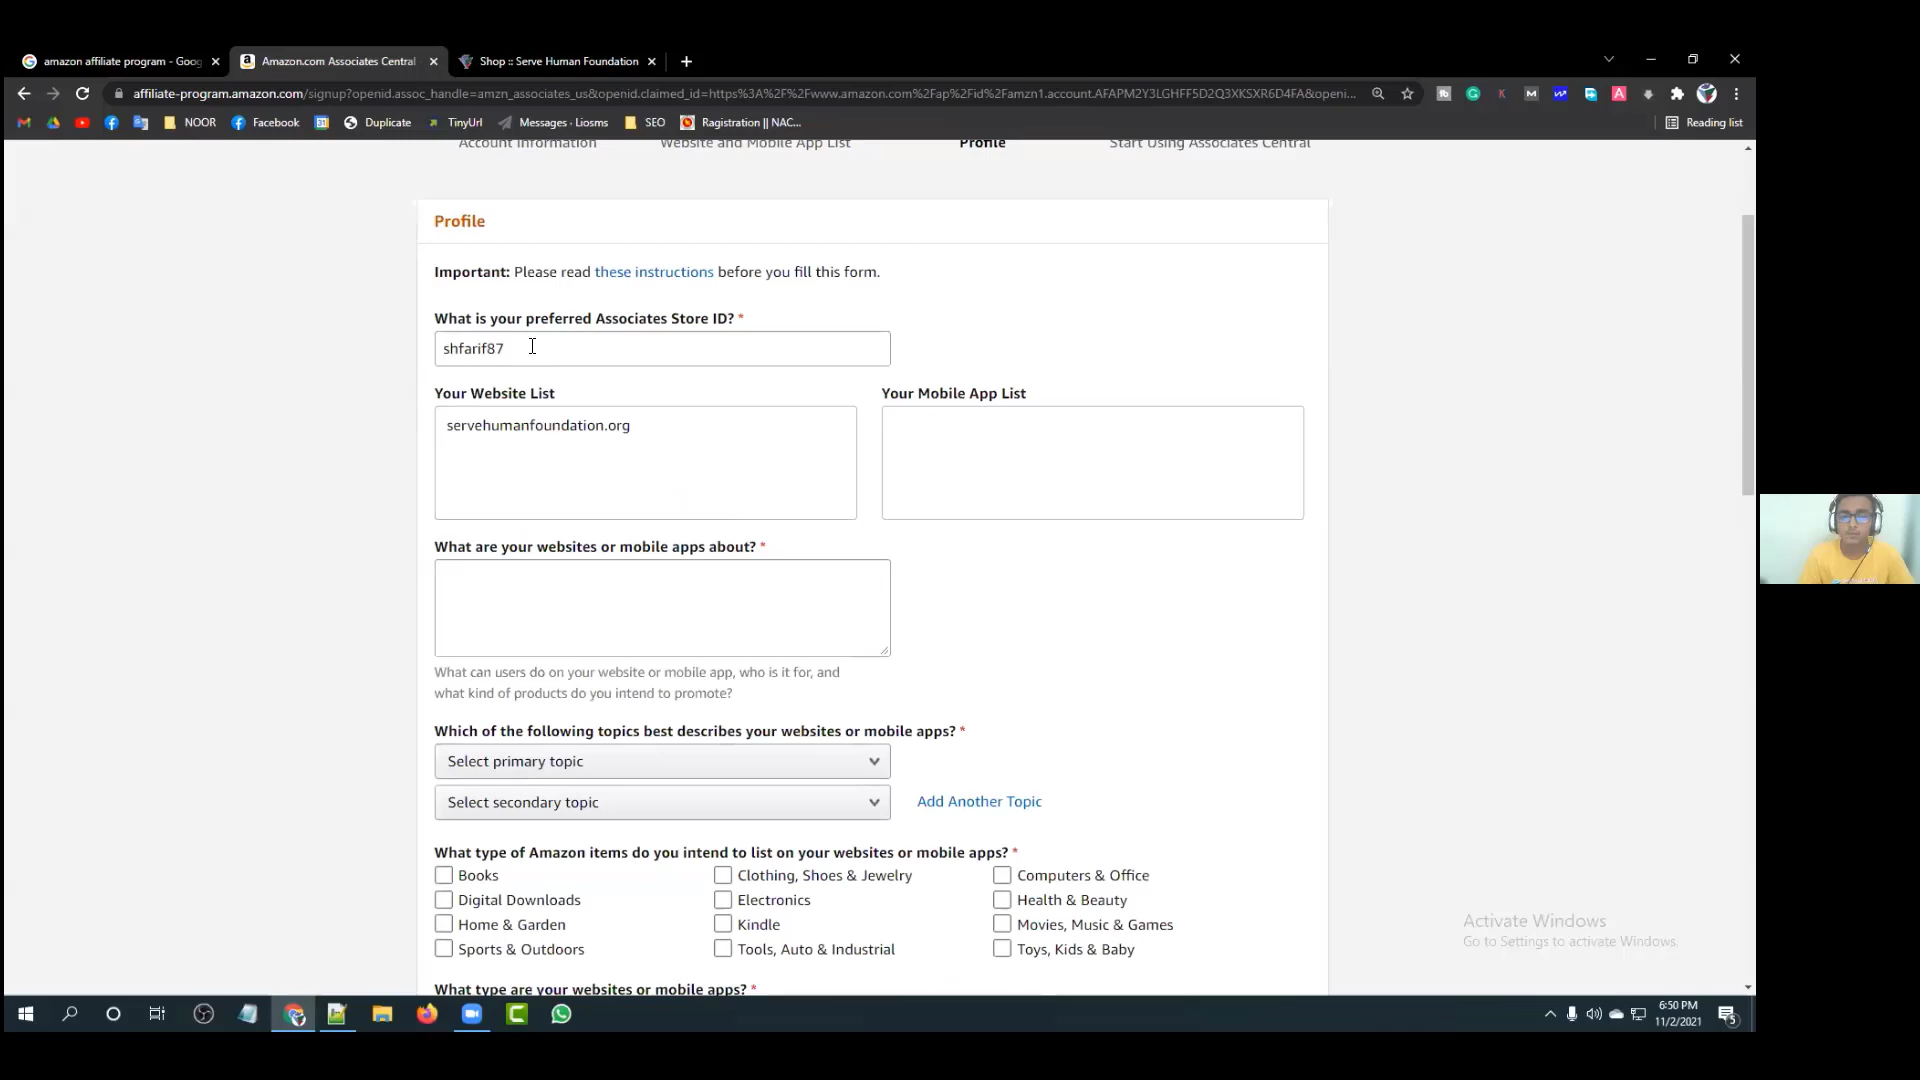 amazon affiliate program - Goog
Amazon.com Associates Central
Shop :: Serve Human Foundation
affiliate-program.amazon.com/signup?openid.assoc_handle=amzn_associates_us&openid.claimed_id=https%3A%2F%2Fwww.amazon.com%2Fap%2Fid%2Famzn1.account.AFAPM2Y3LGHFF5D2Q3XKSXR6D4FA&openi...
NOOR
Facebook
Duplicate
TinyUrl
Messages · Liosms
SEO
Ragistration || NAC...
Reading list
Account Information
Website and Mobile App List
Profile
Start Using Associates Central
Profile
Important: Please read these instructions before you fill this form.
What is your preferred Associates Store ID? *
shfarif87
Your Website List
Your Mobile App List
servehumanfoundation.org
What are your websites or mobile apps about? *
What can users do on your website or mobile app, who is it for, and
what kind of products do you intend to promote?
Which of the following topics best describes your websites or mobile apps? *
Select primary topic
Select secondary topic
Add Another Topic
What type of Amazon items do you intend to list on your websites or mobile apps? *
Books
Clothing, Shoes & Jewelry
Computers & Office
Digital Downloads
Electronics
Health & Beauty
Home & Garden
Kindle
Movies, Music & Games
Sports & Outdoors
Tools, Auto & Industrial
Toys, Kids & Baby
What type are your websites or mobile apps? *
Activate Windows
Go to Settings to activate Windows.
6:50 PM
11/2/2021
5